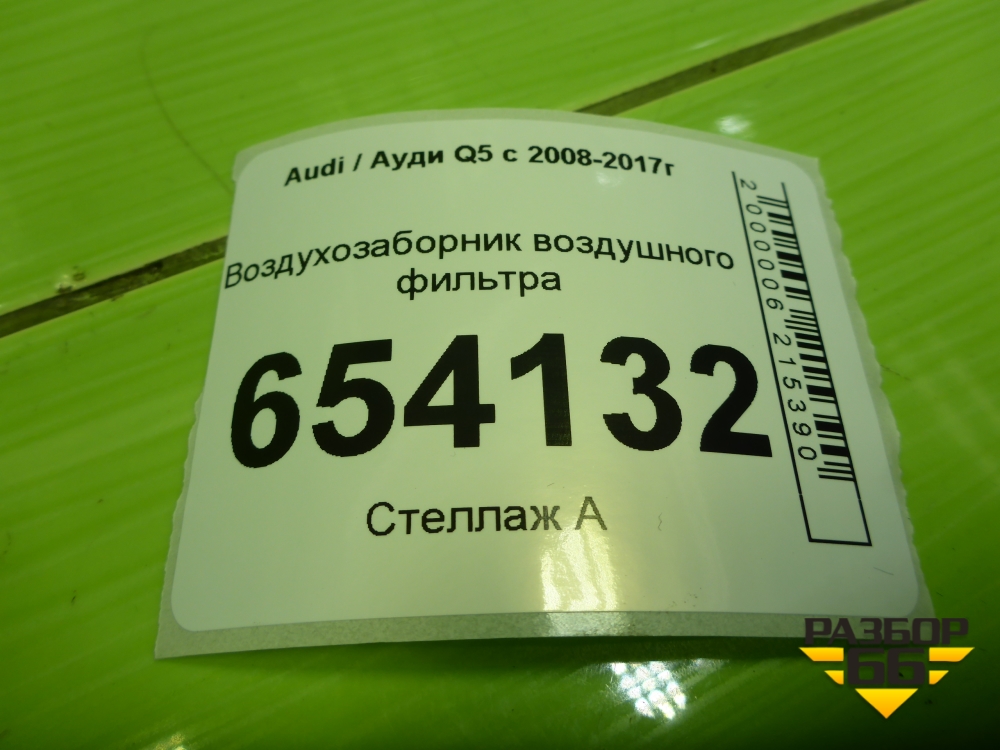 Audi / Ауди Q5 с 2008-2017г
Воздухозаборник воздушного
фильтра
654132
Стеллаж А
2000006215390
РАЗБОР
66